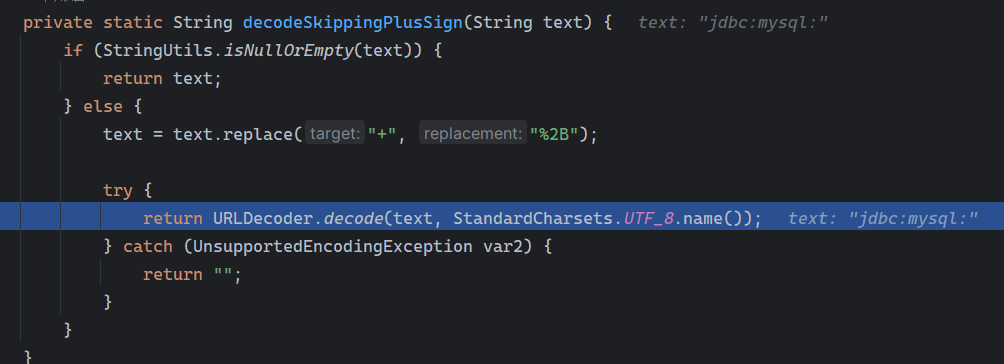 private static String decodeSkippingPlusSign(String text) {   text: "jdbc:mysql:"
    if (StringUtils.isNullOrEmpty(text)) {
        return text;
    } else {
        text = text.replace( target: "+",  replacement: "%2B");
        try {
            return URLDecoder.decode(text, StandardCharsets.UTF_8.name());   text: "jdbc:mysql:"
        } catch (UnsupportedEncodingException var2) {
            return "";
        }
    }
}